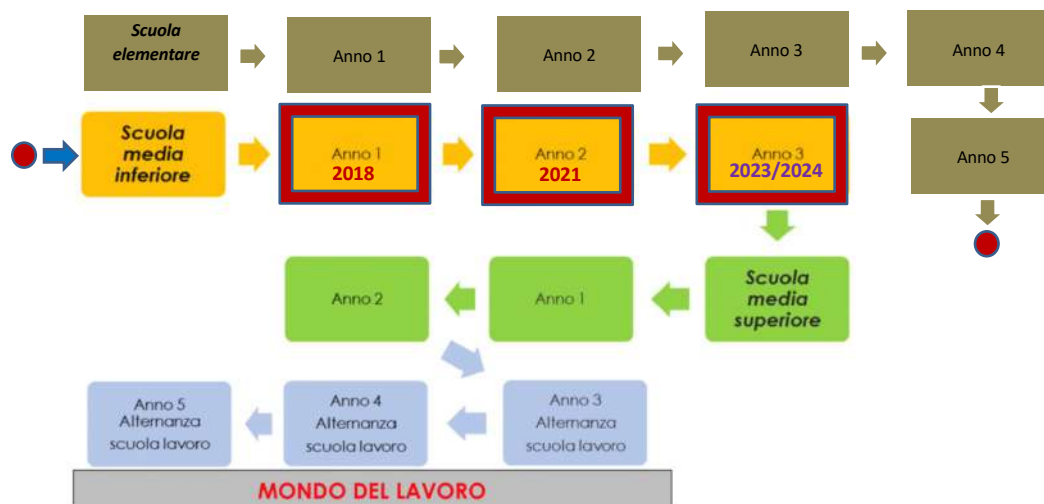 Scuola
elementare
Anno 1
Anno 2
Anno 3
Anno 4
Scuola
media
inferiore
Anno 1
2018
Anno 2
2021
Anno 3
2023/2024
Anno 5
Anno 2
Anno 1
Scuola
media
superiore
Anno 5
Alternanza
scuola lavoro
Anno 4
Alternanza
scuola lavoro
Anno 3
Alternanza
scuola lavoro
MONDO DEL LAVORO